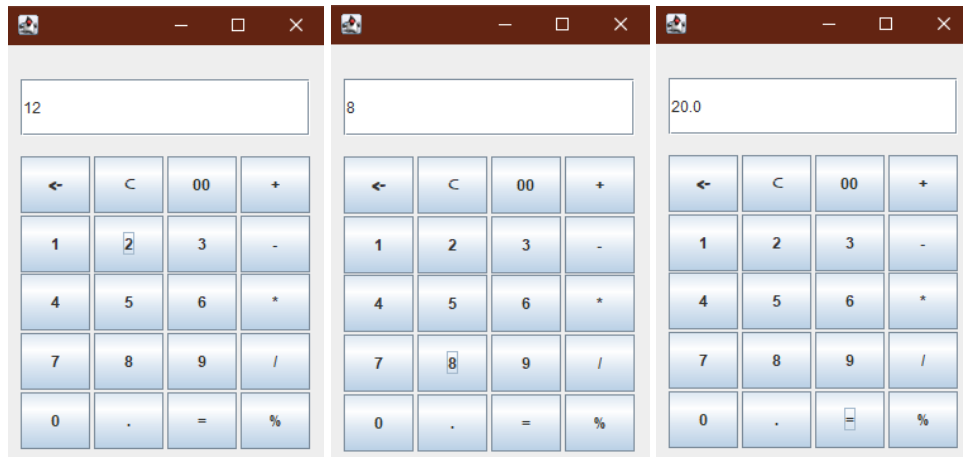 12
<- C 00 +
1 2 3 -
4 5 6 *
7 8 9 /
0 . = %
8
<- C 00 +
1 2 3 -
4 5 6 *
7 8 9 /
0 . = %
20.0
<- C 00 +
1 2 3 -
4 5 6 *
7 8 9 /
0 . = %